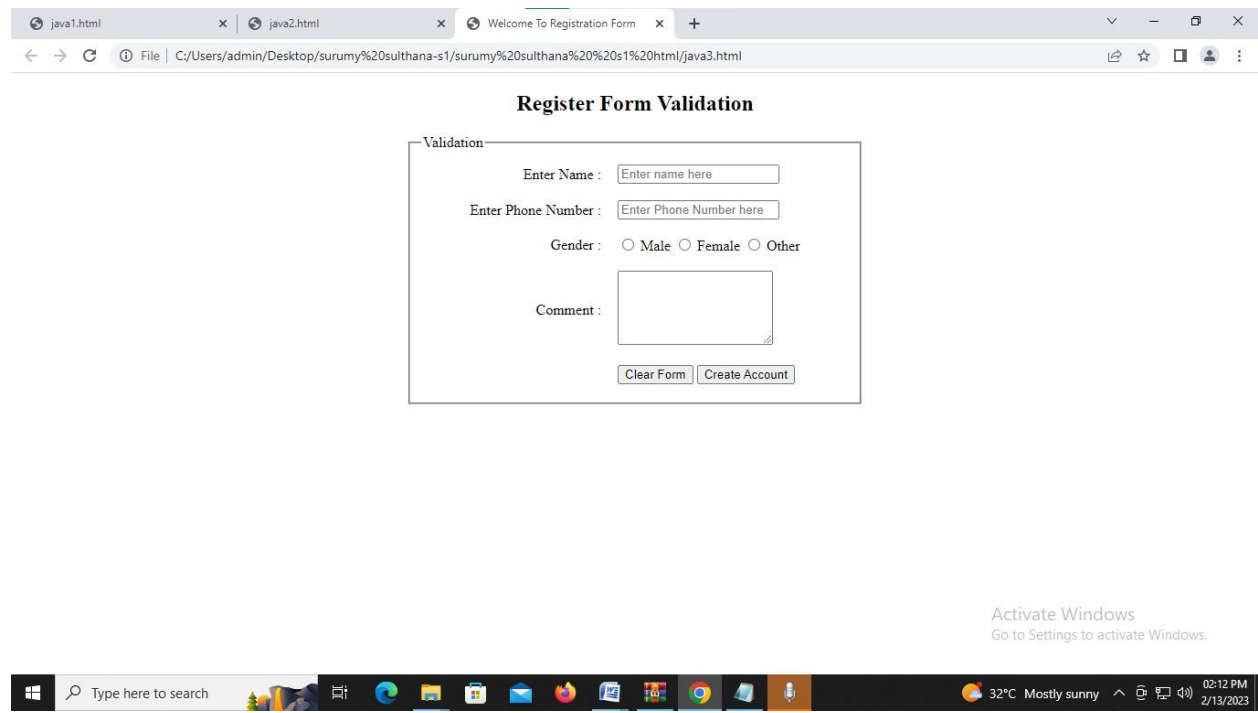 java1.html java2.html Welcome To Registration Form
File C:/Users/admin/Desktop/surumy%20sulthana-s1/surumy%20sulthana%20%20s1%20html/java3.html
Register Form Validation
Validation
Enter Name : Enter name here
Enter Phone Number : Enter Phone Number here
Gender : Male Female Other
Comment :
Clear Form Create Account
Activate Windows
Go to Settings to activate Windows.
Type here to search 32°C Mostly sunny 02:12 PM
2/13/2023